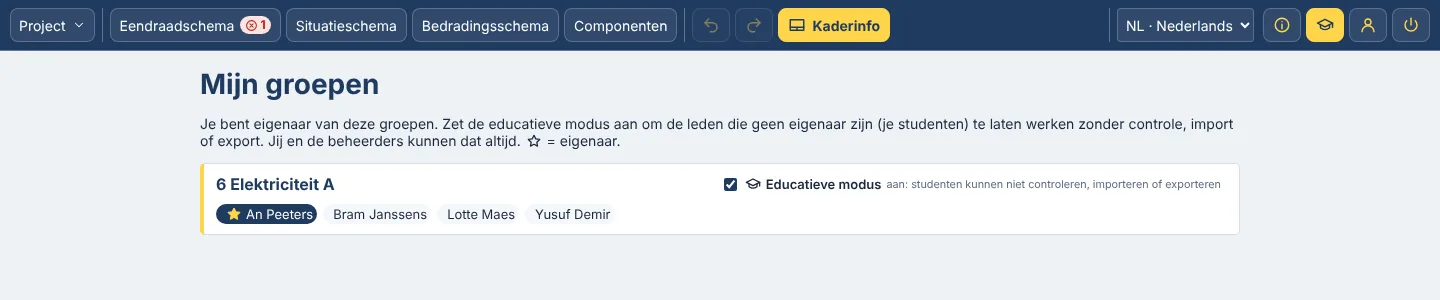 Project Eendraadschema 1 Situatieschema Bedradingsschema Componenten Kaderinfo NL · Nederlands
Mijn groepen
Je bent eigenaar van deze groepen. Zet de educatieve modus aan om de leden die geen eigenaar zijn (je studenten) te laten werken zonder controle, import
of export. Jij en de beheerders kunnen dat altijd. ☆ = eigenaar.
6 Elektriciteit A Educatieve modus aan: studenten kunnen niet controleren, importeren of exporteren
★ An Peeters Bram Janssens Lotte Maes Yusuf Demir